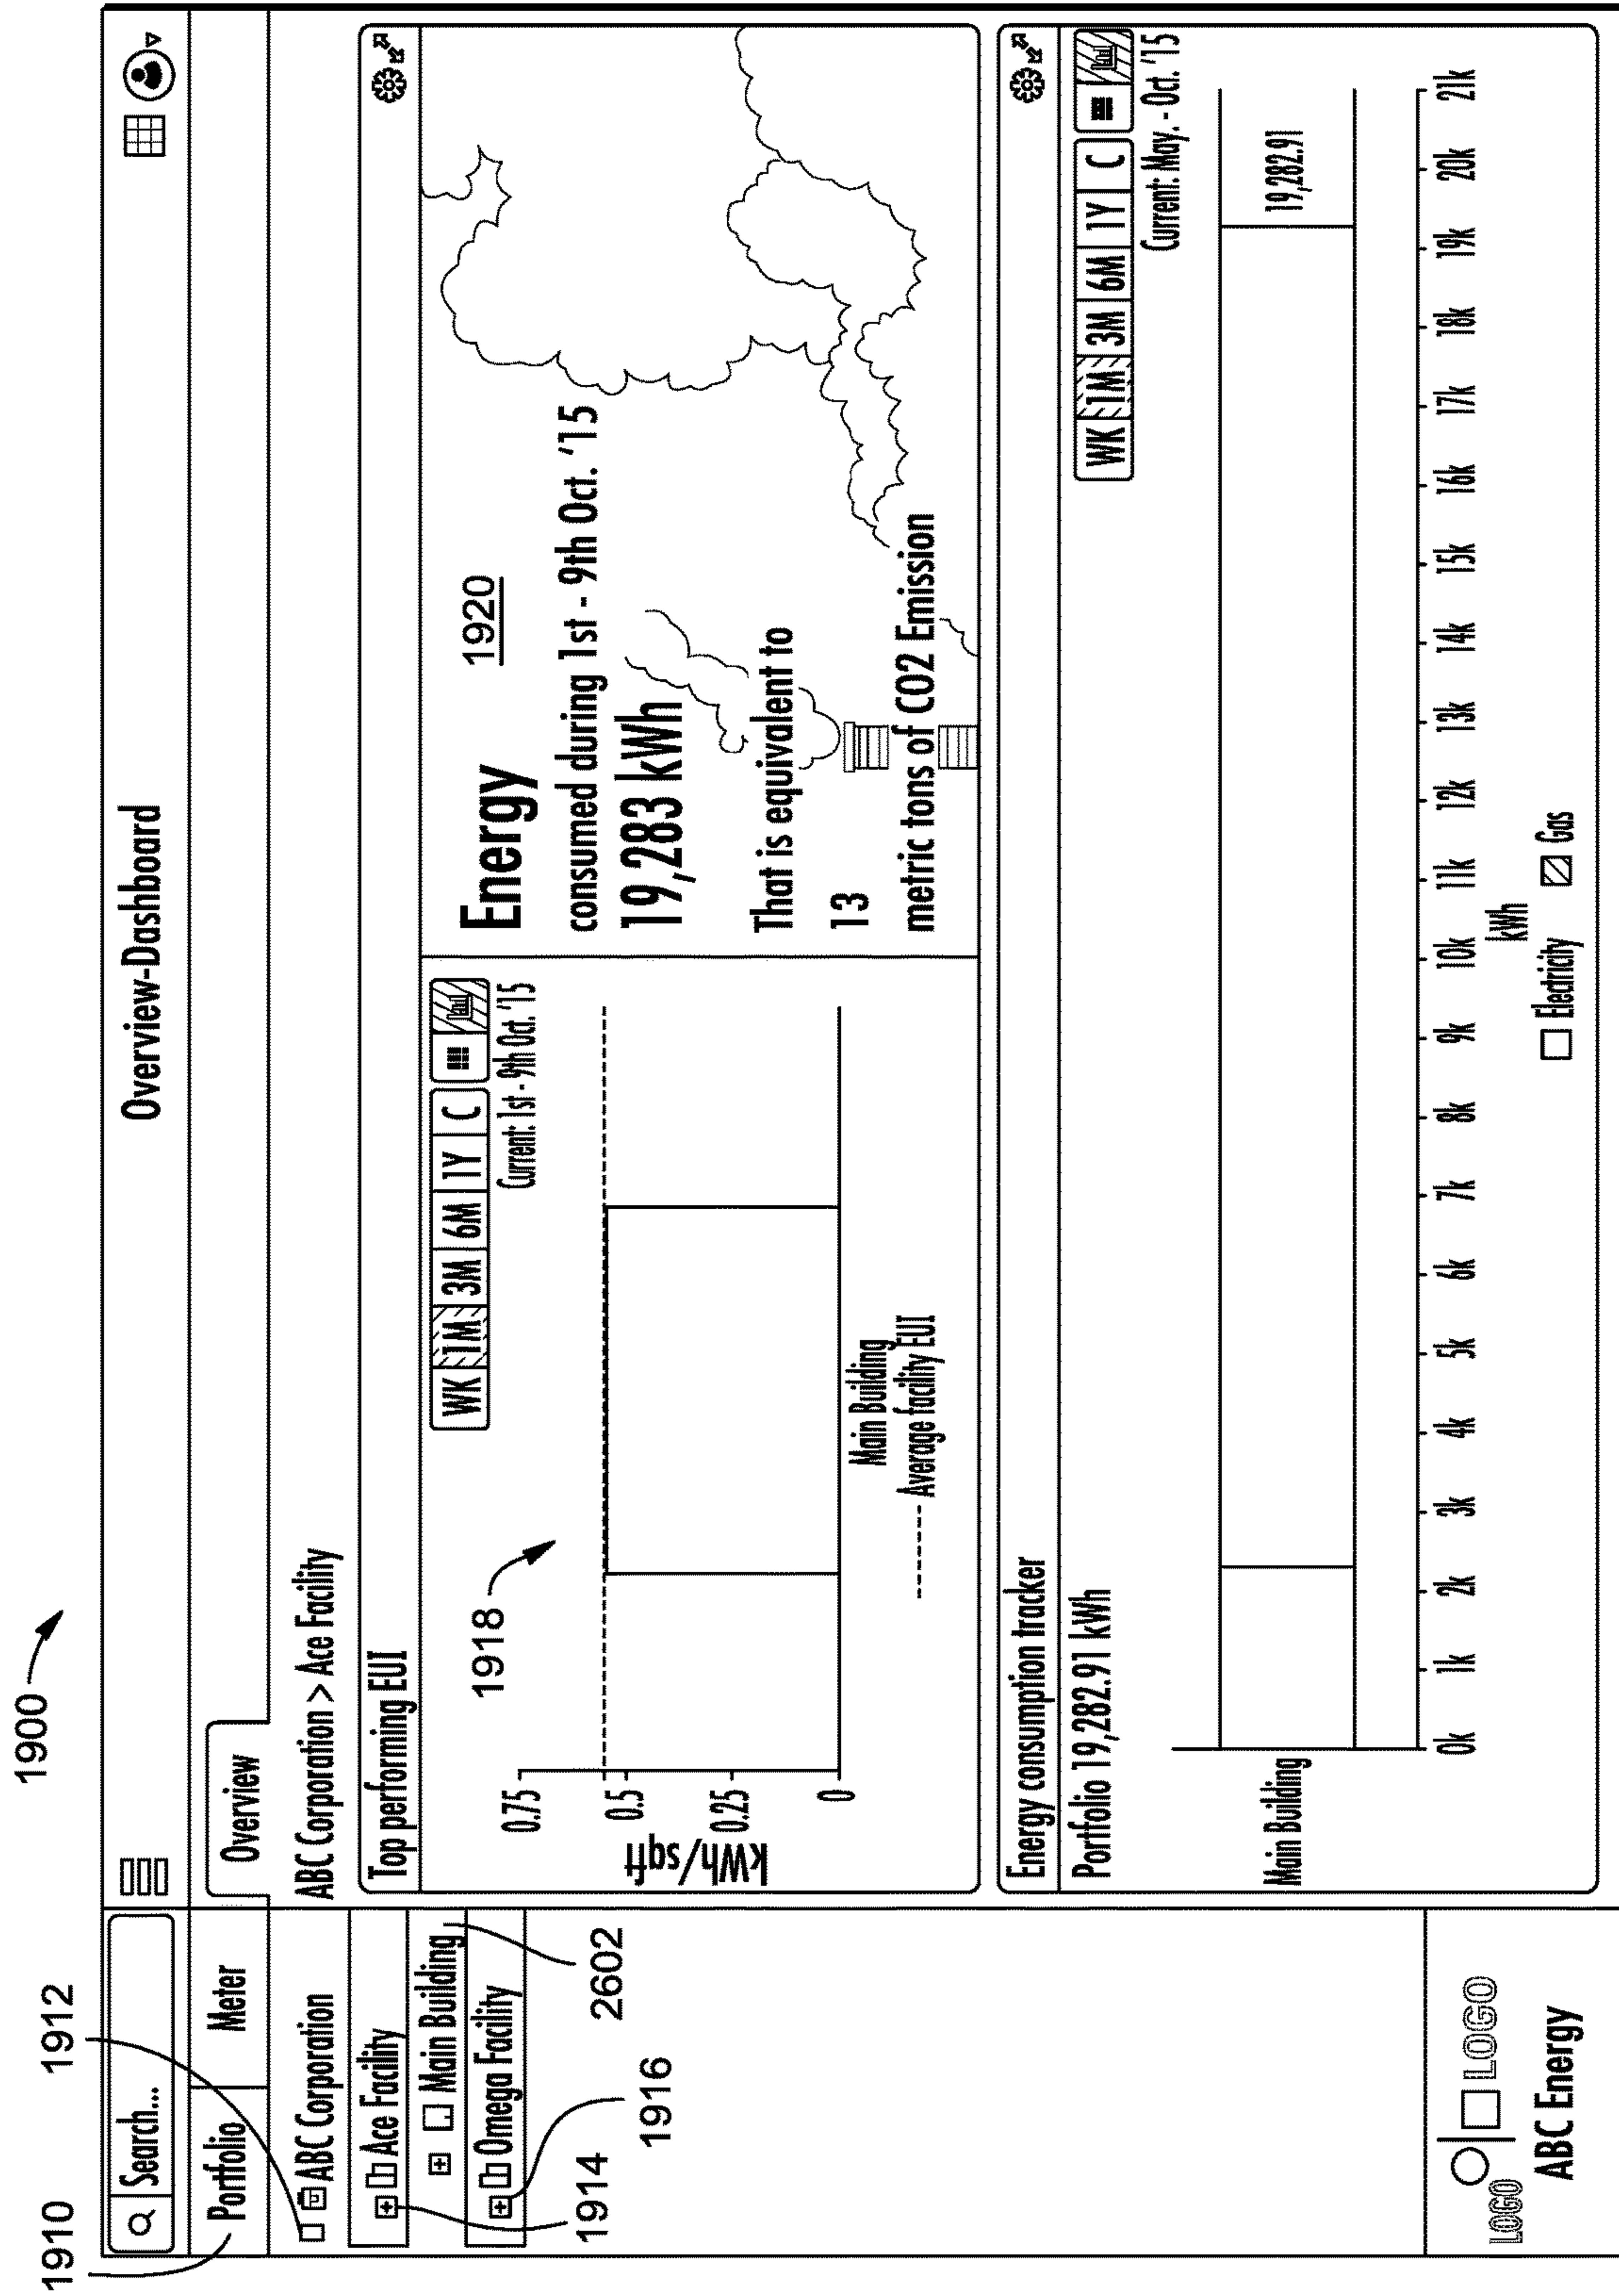 1900
1910
1912
Search...
Overview-Dashboard
Portfolio
Meter
Overview
ABC Corporation
Ace Facility
Main Building
Omega Facility
1914
1916
2602
LOGO
LOGO
ABC Energy
ABC Corporation > Ace Facility
Top performing EUI
WK 1M 3M 6M 1Y C
Current: 1st - 9th Oct. '15
1918
kWh/sqft
0.75
0.5
0.25
0
Main Building
Average facility EUI
Energy
1920
consumed during 1st - 9th Oct. '15
19,283 kWh
That is equivalent to
13
metric tons of CO2 Emission
Energy consumption tracker
Portfolio 19,282.91 kWh
WK 1M 3M 6M 1Y C
Current: May. - Oct. '15
Main Building
19,282.91
0k 1k 2k 3k 4k 5k 6k 7k 8k 9k 10k 11k 12k 13k 14k 15k 16k 17k 18k 19k 20k 21k
kWh
Electricity Gas